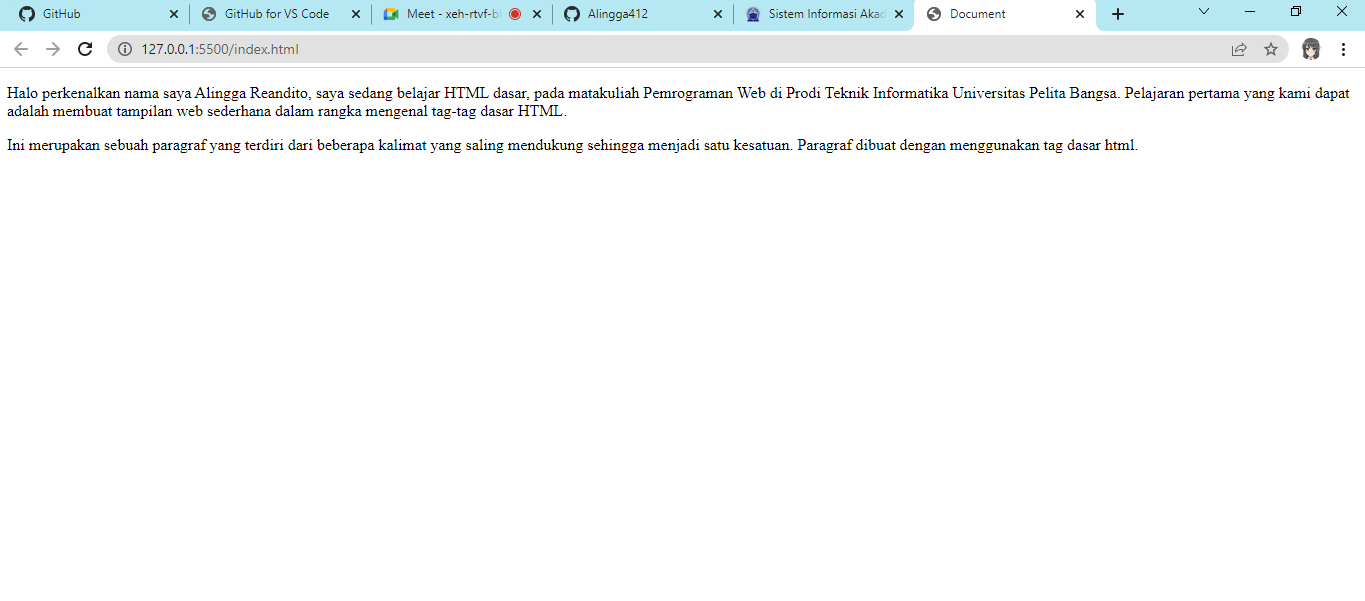 GitHub
GitHub for VS Code
Meet - xeh-rtvf-b
Alingga412
Sistem Informasi Akad
Document
127.0.0.1:5500/index.html
Halo perkenalkan nama saya Alingga Reandito, saya sedang belajar HTML dasar, pada matakuliah Pemrograman Web di Prodi Teknik Informatika Universitas Pelita Bangsa. Pelajaran pertama yang kami dapat
adalah membuat tampilan web sederhana dalam rangka mengenal tag-tag dasar HTML.
Ini merupakan sebuah paragraf yang terdiri dari beberapa kalimat yang saling mendukung sehingga menjadi satu kesatuan. Paragraf dibuat dengan menggunakan tag dasar html.